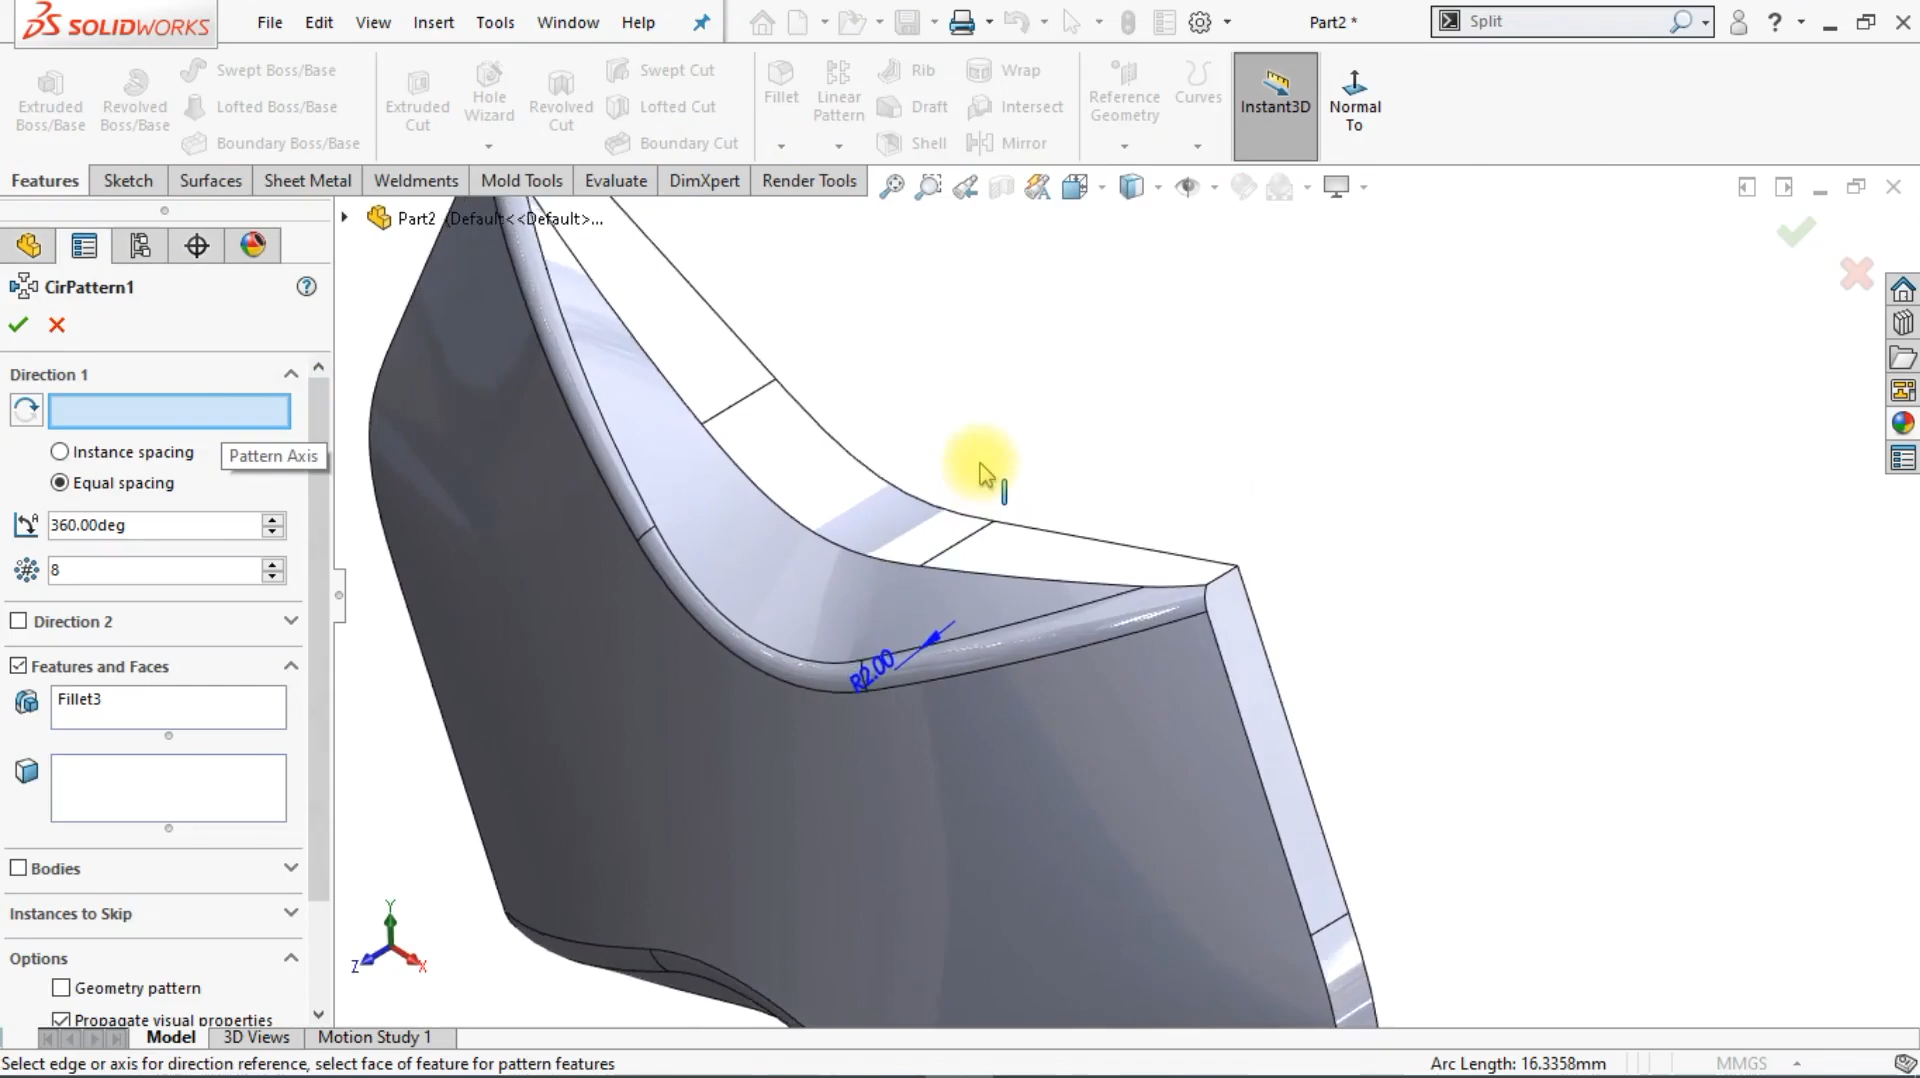 SOLIDWORKS
File Edit View Insert Tools Window Help
Part2 *
Split
Extruded Boss/Base
Revolved Boss/Base
Swept Boss/Base
Lofted Boss/Base
Boundary Boss/Base
Extruded Cut
Hole Wizard
Revolved Cut
Swept Cut
Lofted Cut
Boundary Cut
Fillet
Linear Pattern
Rib
Draft
Shell
Wrap
Intersect
Mirror
Reference Geometry
Curves
Instant3D
Normal To
Features Sketch Surfaces Sheet Metal Weldments Mold Tools Evaluate DimXpert Render Tools
Part2 (Default<<Default>...
CirPattern1
Direction 1
Instance spacing
Pattern Axis
Equal spacing
360.00deg
8
Direction 2
Features and Faces
Fillet3
Bodies
Instances to Skip
Options
Geometry pattern
Propagate visual properties
R2.00
Y
Z
X
Model 3D Views Motion Study 1
Select edge or axis for direction reference, select face of feature for pattern features
Arc Length: 16.3358mm
MMGS